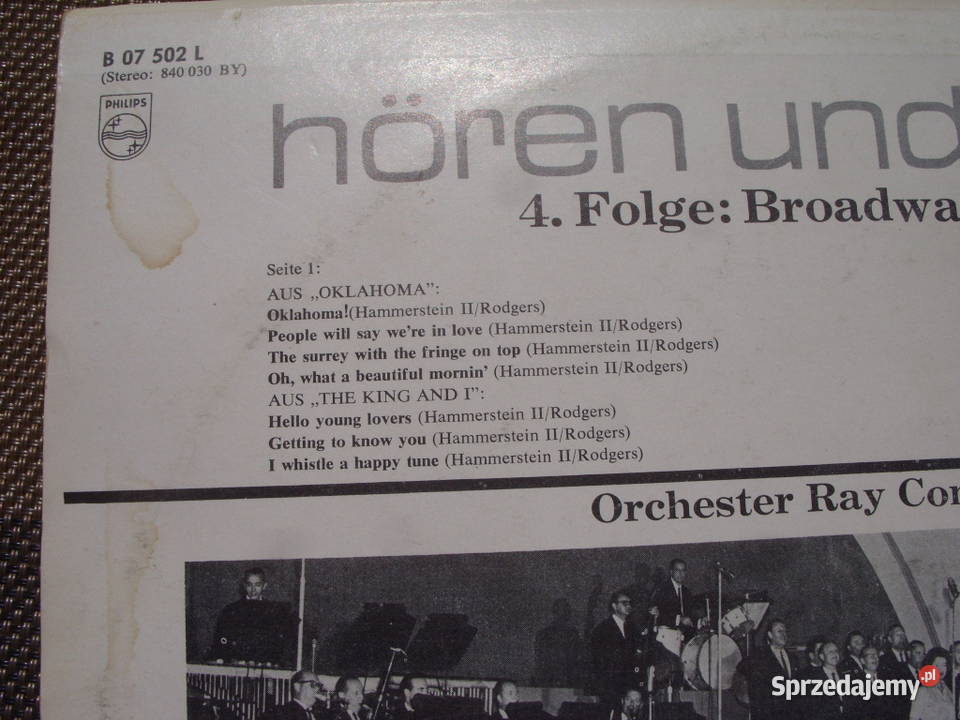 B 07 502 L
(Stereo: 840 030 BY)
PHILIPS
hören und
4. Folge: Broadwa
Seite 1:
AUS „OKLAHOMA”:
Oklahoma!(Hammerstein II/Rodgers)
People will say we're in love (Hammerstein II/Rodgers)
The surrey with the fringe on top (Hammerstein II/Rodgers)
Oh, what a beautiful mornin' (Hammerstein II/Rodgers)
AUS „THE KING AND I”:
Hello young lovers (Hammerstein II/Rodgers)
Getting to know you (Hammerstein II/Rodgers)
I whistle a happy tune (Hammerstein II/Rodgers)
Orchester Ray Con
Sprzedajemy.pl